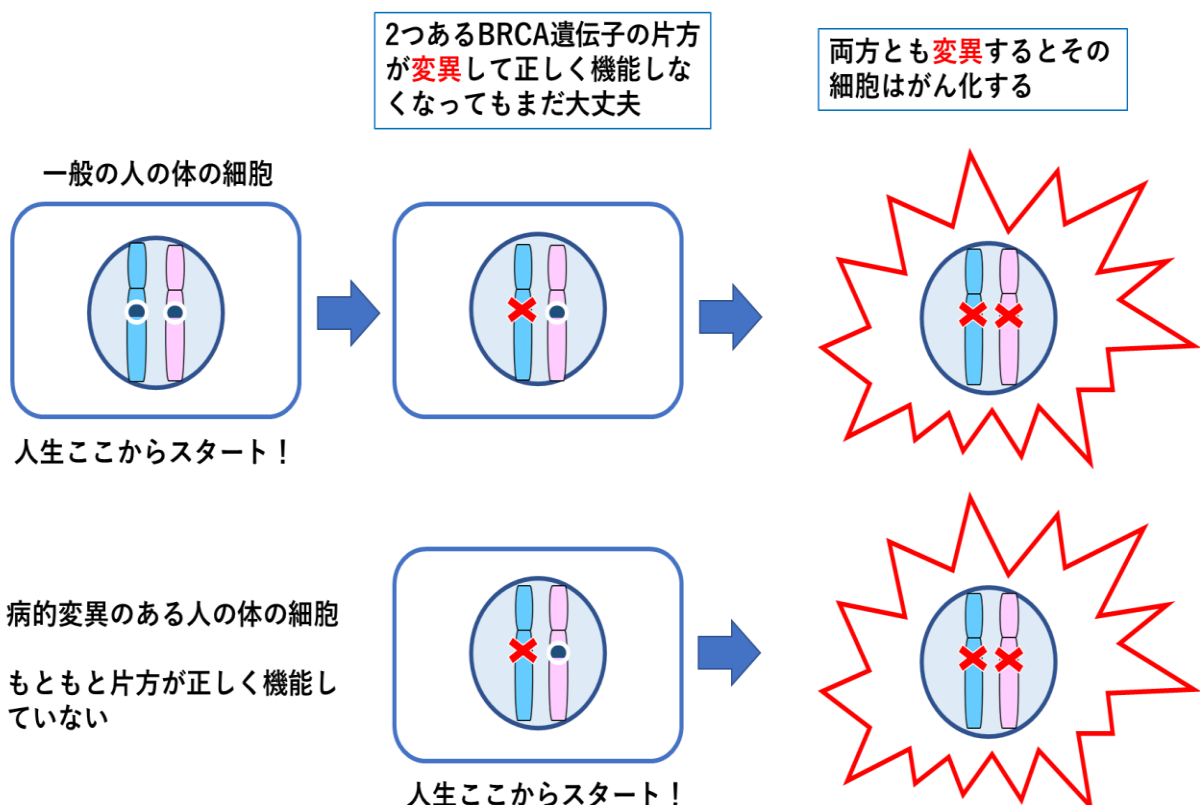 2つあるBRCA遺伝子の片方
が変異して正しく機能しな
くなってもまだ大丈夫
両方とも変異するとその
細胞はがん化する
一般の人の体の細胞
人生ここからスタート！
病的変異のある人の体の細胞
もともと片方が正しく機能し
ていない
人生ここからスタート！